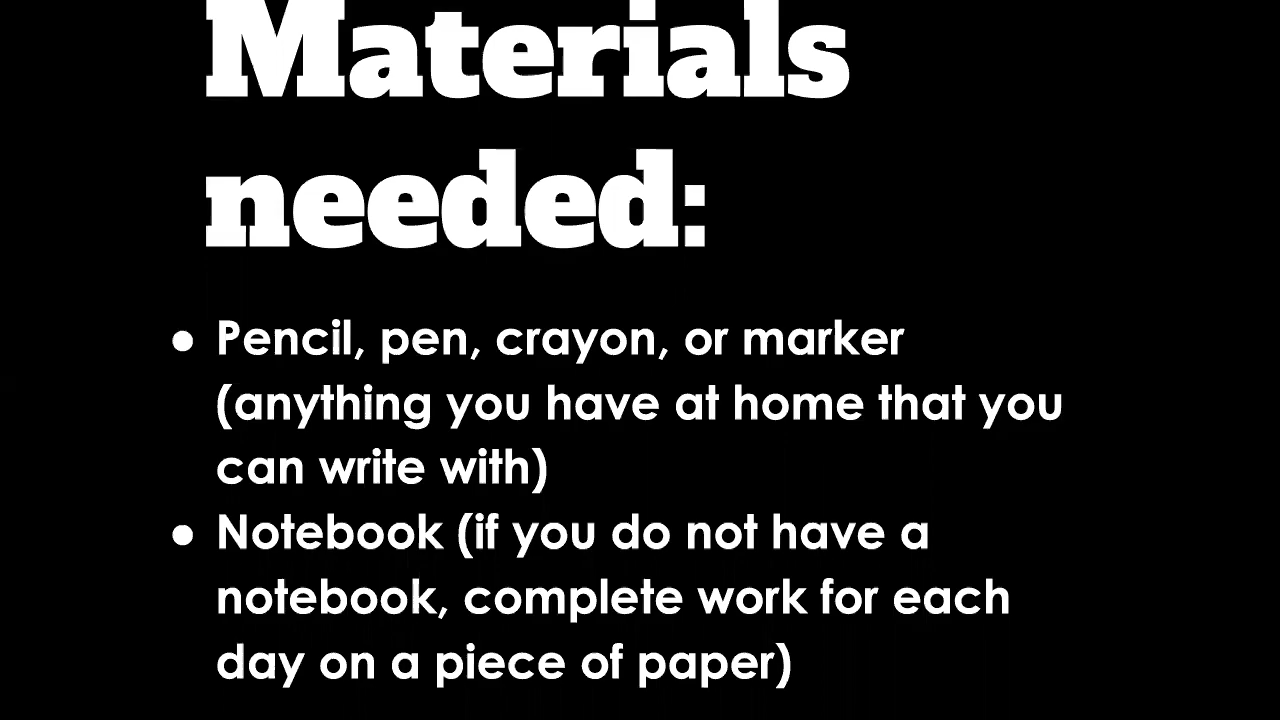 Materials
needed:
● Pencil, pen, crayon, or marker
(anything you have at home that you
can write with)
● Notebook (if you do not have a
notebook, complete work for each
day on a piece of paper)